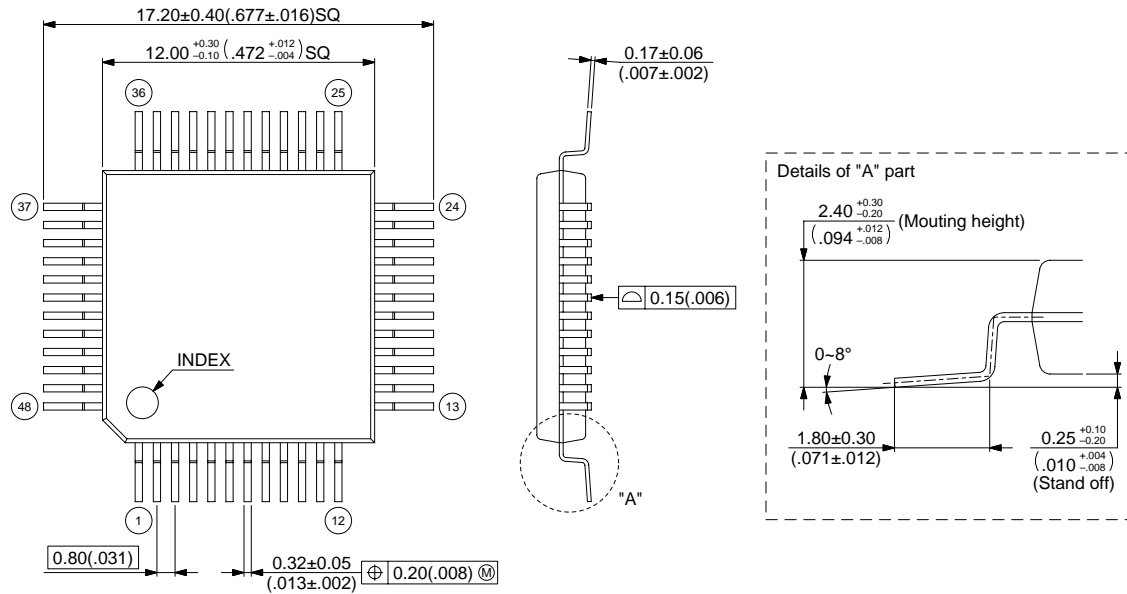 17.20±0.40(.677±.016)SQ
12.00 +0.30 –0.10 (.472 +.012 –.004) SQ
36
25
37
24
INDEX
48
13
1
12
0.80(.031)
0.32±0.05
(.013±.002)
⌖ 0.20(.008) Ⓜ
0.17±0.06
(.007±.002)
⌓ 0.15(.006)
"A"
Details of "A" part
2.40 +0.30 –0.20
(.094 +.012 –.008)
(Mouting height)
0~8°
1.80±0.30
(.071±.012)
0.25 +0.10 –0.20
(.010 +.004 –.008)
(Stand off)